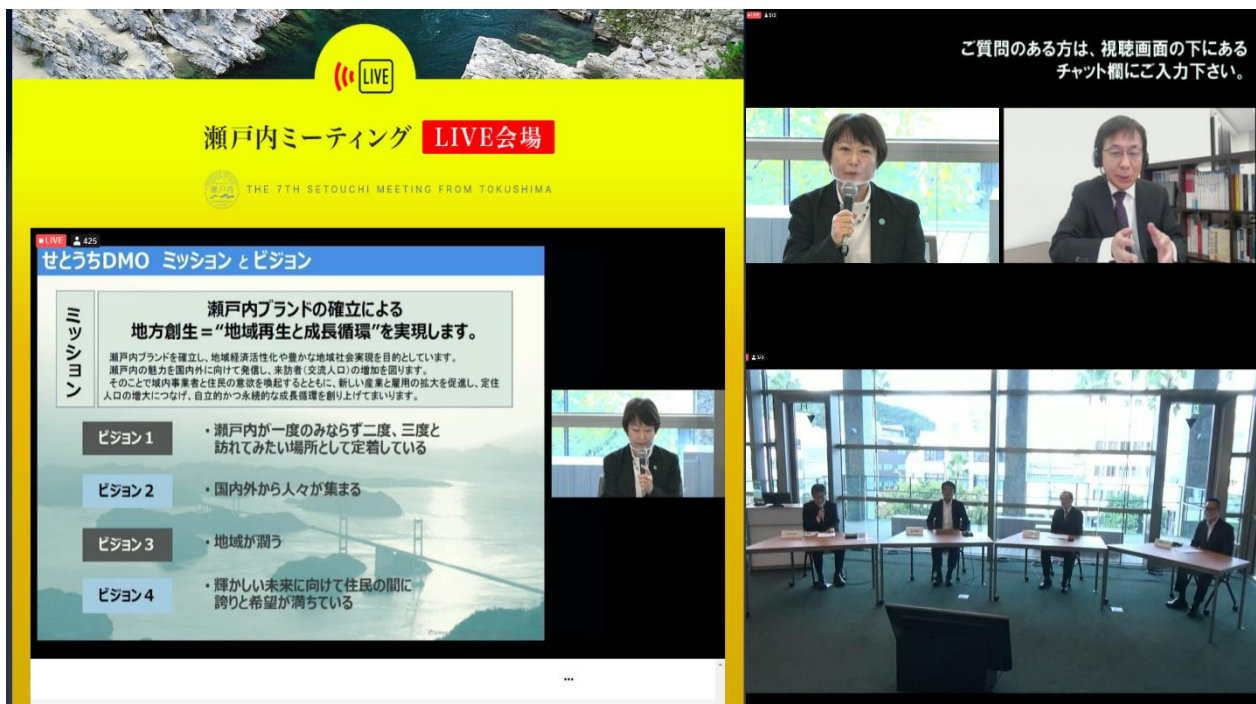 LIVE
瀬戸内ミーティング LIVE会場
瀬戸内
THE 7TH SETOUCHI MEETING FROM TOKUSHIMA
LIVE 425
せとうちDMO ミッション と ビジョン
ミッション
瀬戸内ブランドの確立による
地方創生＝“地域再生と成長循環”を実現します。
瀬戸内ブランドを確立し、地域経済活性化や豊かな地域社会実現を目的としています。
瀬戸内の魅力を国内外に向けて発信し、来訪者(交流人口)の増加を図ります。
そのことで域内事業者と住民の意欲を喚起するとともに、新しい産業と雇用の拡大を促進し、定住
人口の増大につなげ、自立的かつ永続的な成長循環を創り上げてまいります。
ビジョン1
・瀬戸内が一度のみならず二度、三度と
訪れてみたい場所として定着している
ビジョン2
・国内外から人々が集まる
ビジョン3
・地域が潤う
ビジョン4
・輝かしい未来に向けて住民の間に
誇りと希望が満ちている
LIVE
ご質問のある方は、視聴画面の下にある
チャット欄にご入力下さい。